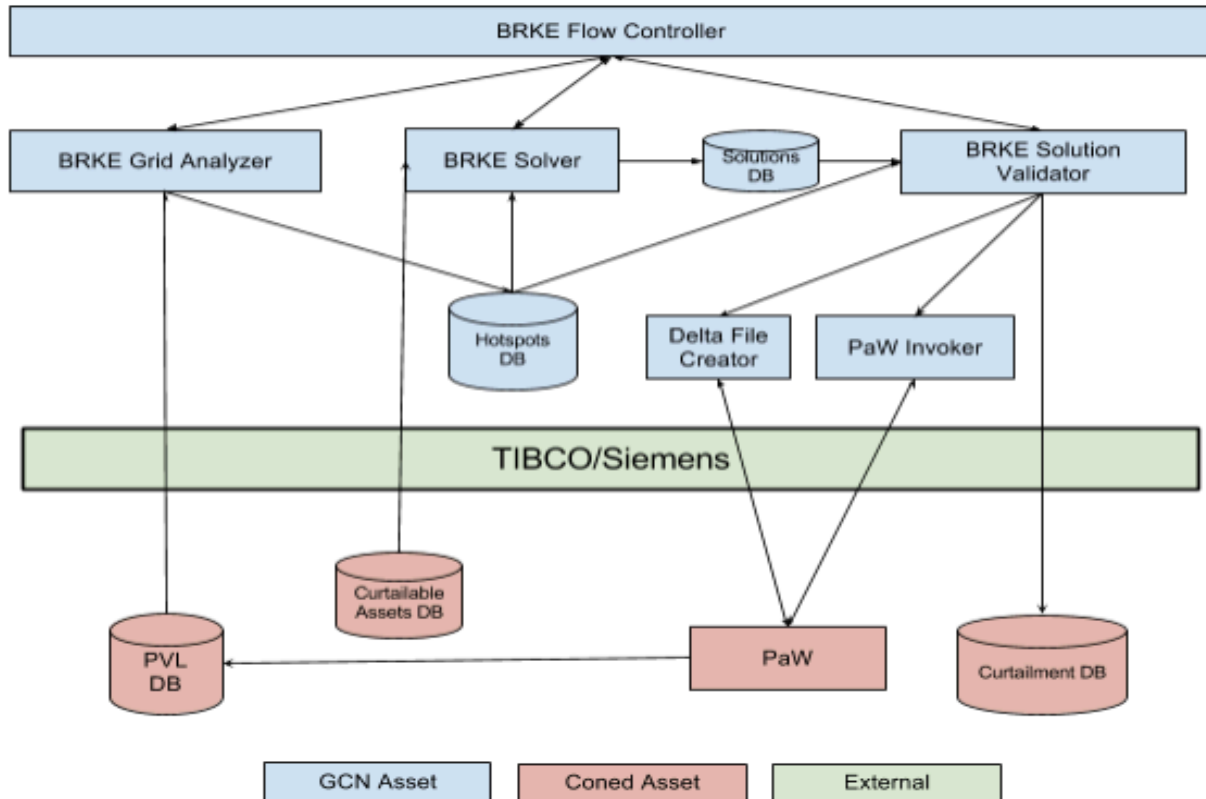 BRKE Flow Controller
BRKE Grid Analyzer
BRKE Solver
Solutions
DB
BRKE Solution
Validator
Hotspots
DB
Delta File
Creator
PaW Invoker
TIBCO/Siemens
Curtailable
Assets DB
PVL
DB
PaW
Curtailment DB
GCN Asset
Coned Asset
External